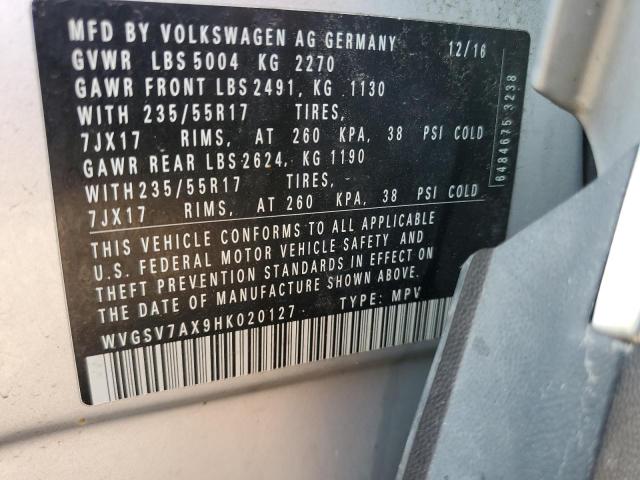 MFD BY VOLKSWAGEN AG GERMANY 12/16
GVWR LBS 5004 KG 2270
GAWR FRONT LBS 2491, KG 1130
WITH 235/55R17 TIRES,
7JX17 RIMS, AT 260 KPA, 38 PSI COLD
GAWR REAR LBS 2624, KG 1190
WITH 235/55R17 TIRES,
7JX17 RIMS, AT 260 KPA, 38 PSI COLD
THIS VEHICLE CONFORMS TO ALL APPLICABLE
U.S. FEDERAL MOTOR VEHICLE SAFETY AND
THEFT PREVENTION STANDARDS IN EFFECT ON
THE DATE OF MANUFACTURE SHOWN ABOVE.
WVGSV7AX9HK020127 TYPE: MPV
6484675 3238